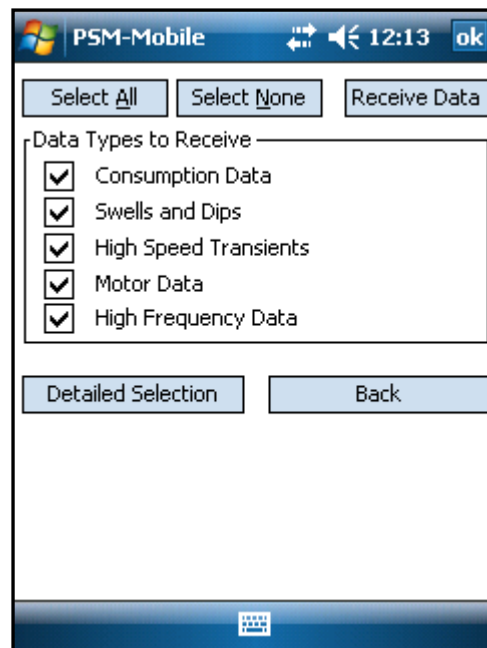 PSM-Mobile 12:13 ok
Select All Select None Receive Data
Data Types to Receive
Consumption Data
Swells and Dips
High Speed Transients
Motor Data
High Frequency Data
Detailed Selection Back